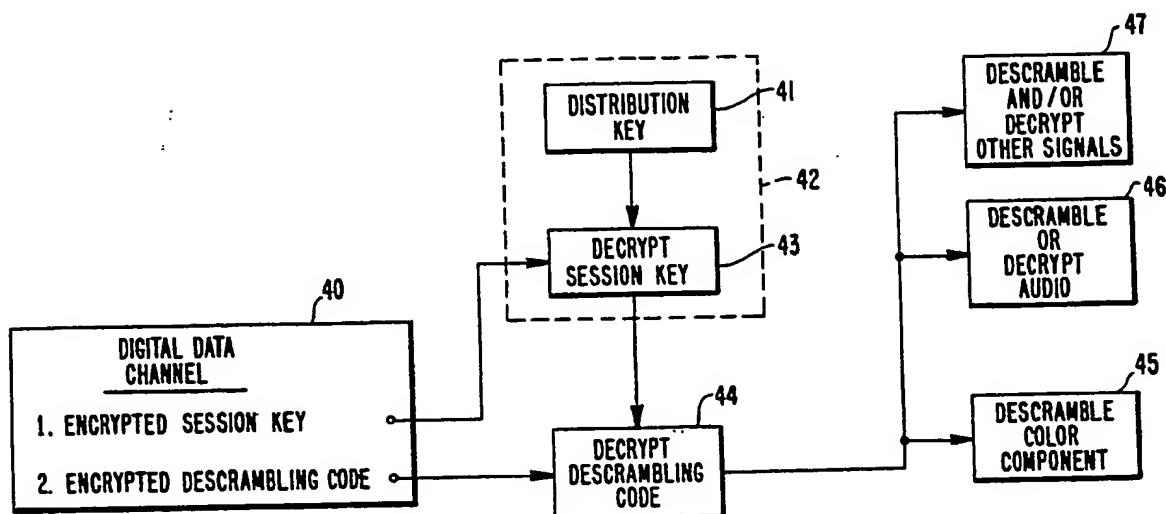 47
DESCRAMBLE
AND/OR
DECRYPT
OTHER SIGNALS
41
DISTRIBUTION
KEY
42
46
DESCRAMBLE
OR
DECRYPT
AUDIO
43
DECRYPT
SESSION KEY
40
DIGITAL DATA
CHANNEL
1. ENCRYPTED SESSION KEY
2. ENCRYPTED DESCRAMBLING CODE
44
DECRYPT
DESCRAMBLING
CODE
45
DESCRAMBLE
COLOR
COMPONENT